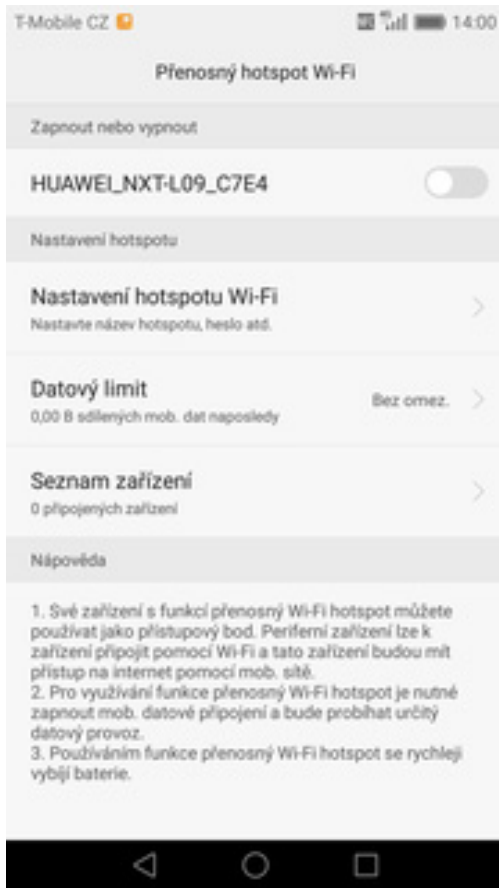 T-Mobile CZ
14:00
Přenosný hotspot Wi-Fi
Zapnout nebo vypnout
HUAWEI_NXT-L09_C7E4
Nastavení hotspotu
Nastavení hotspotu Wi-Fi
Nastavte název hotspotu, heslo atd.
Datový limit
Bez omez.
0,00 B sdílených mob. dat naposledy
Seznam zařízení
0 připojených zařízení
Nápověda
1. Své zařízení s funkcí přenosný Wi-Fi hotspot můžete
používat jako přístupový bod. Periferní zařízení lze k
zařízení připojit pomocí Wi-Fi a tato zařízení budou mít
přístup na internet pomocí mob. sítě.
2. Pro využívání funkce přenosný Wi-Fi hotspot je nutné
zapnout mob. datové připojení a bude probíhat určitý
datový provoz.
3. Používáním funkce přenosný Wi-Fi hotspot se rychleji
vybíjí baterie.